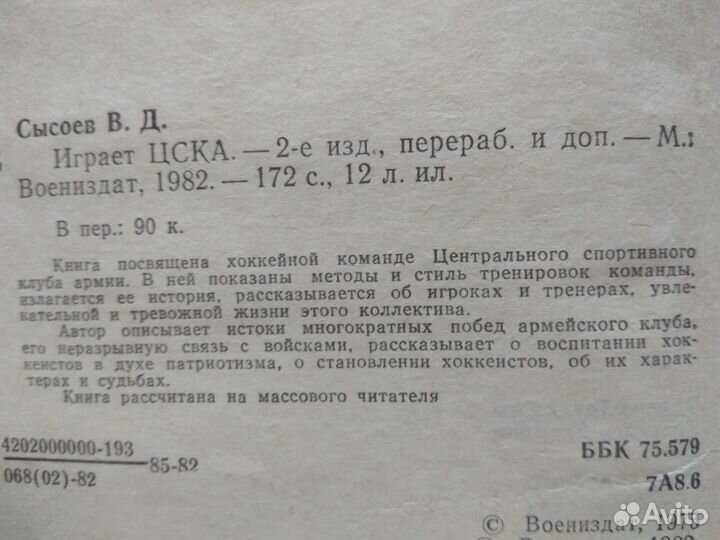 Сысоев В. Д.
Играет ЦСКА. — 2-е изд., перераб. и доп. — М.:
Воениздат, 1982. — 172 с., 12 л. ил.
В пер.: 90 к.
Книга посвящена хоккейной команде Центрального спортивного
клуба армии. В ней показаны методы и стиль тренировок команды,
излагается ее история, рассказывается об игроках и тренерах, увле-
кательной и тревожной жизни этого коллектива.
Автор описывает истоки многократных побед армейского клуба,
его неразрывную связь с войсками, рассказывает о воспитании хок-
кеистов в духе патриотизма, о становлении хоккеистов, об их харак-
терах и судьбах.
Книга рассчитана на массового читателя
4202000000-193
068(02)-82
85-82
ББК 75.579
7А8.6
© Воениздат, 1975
Avito